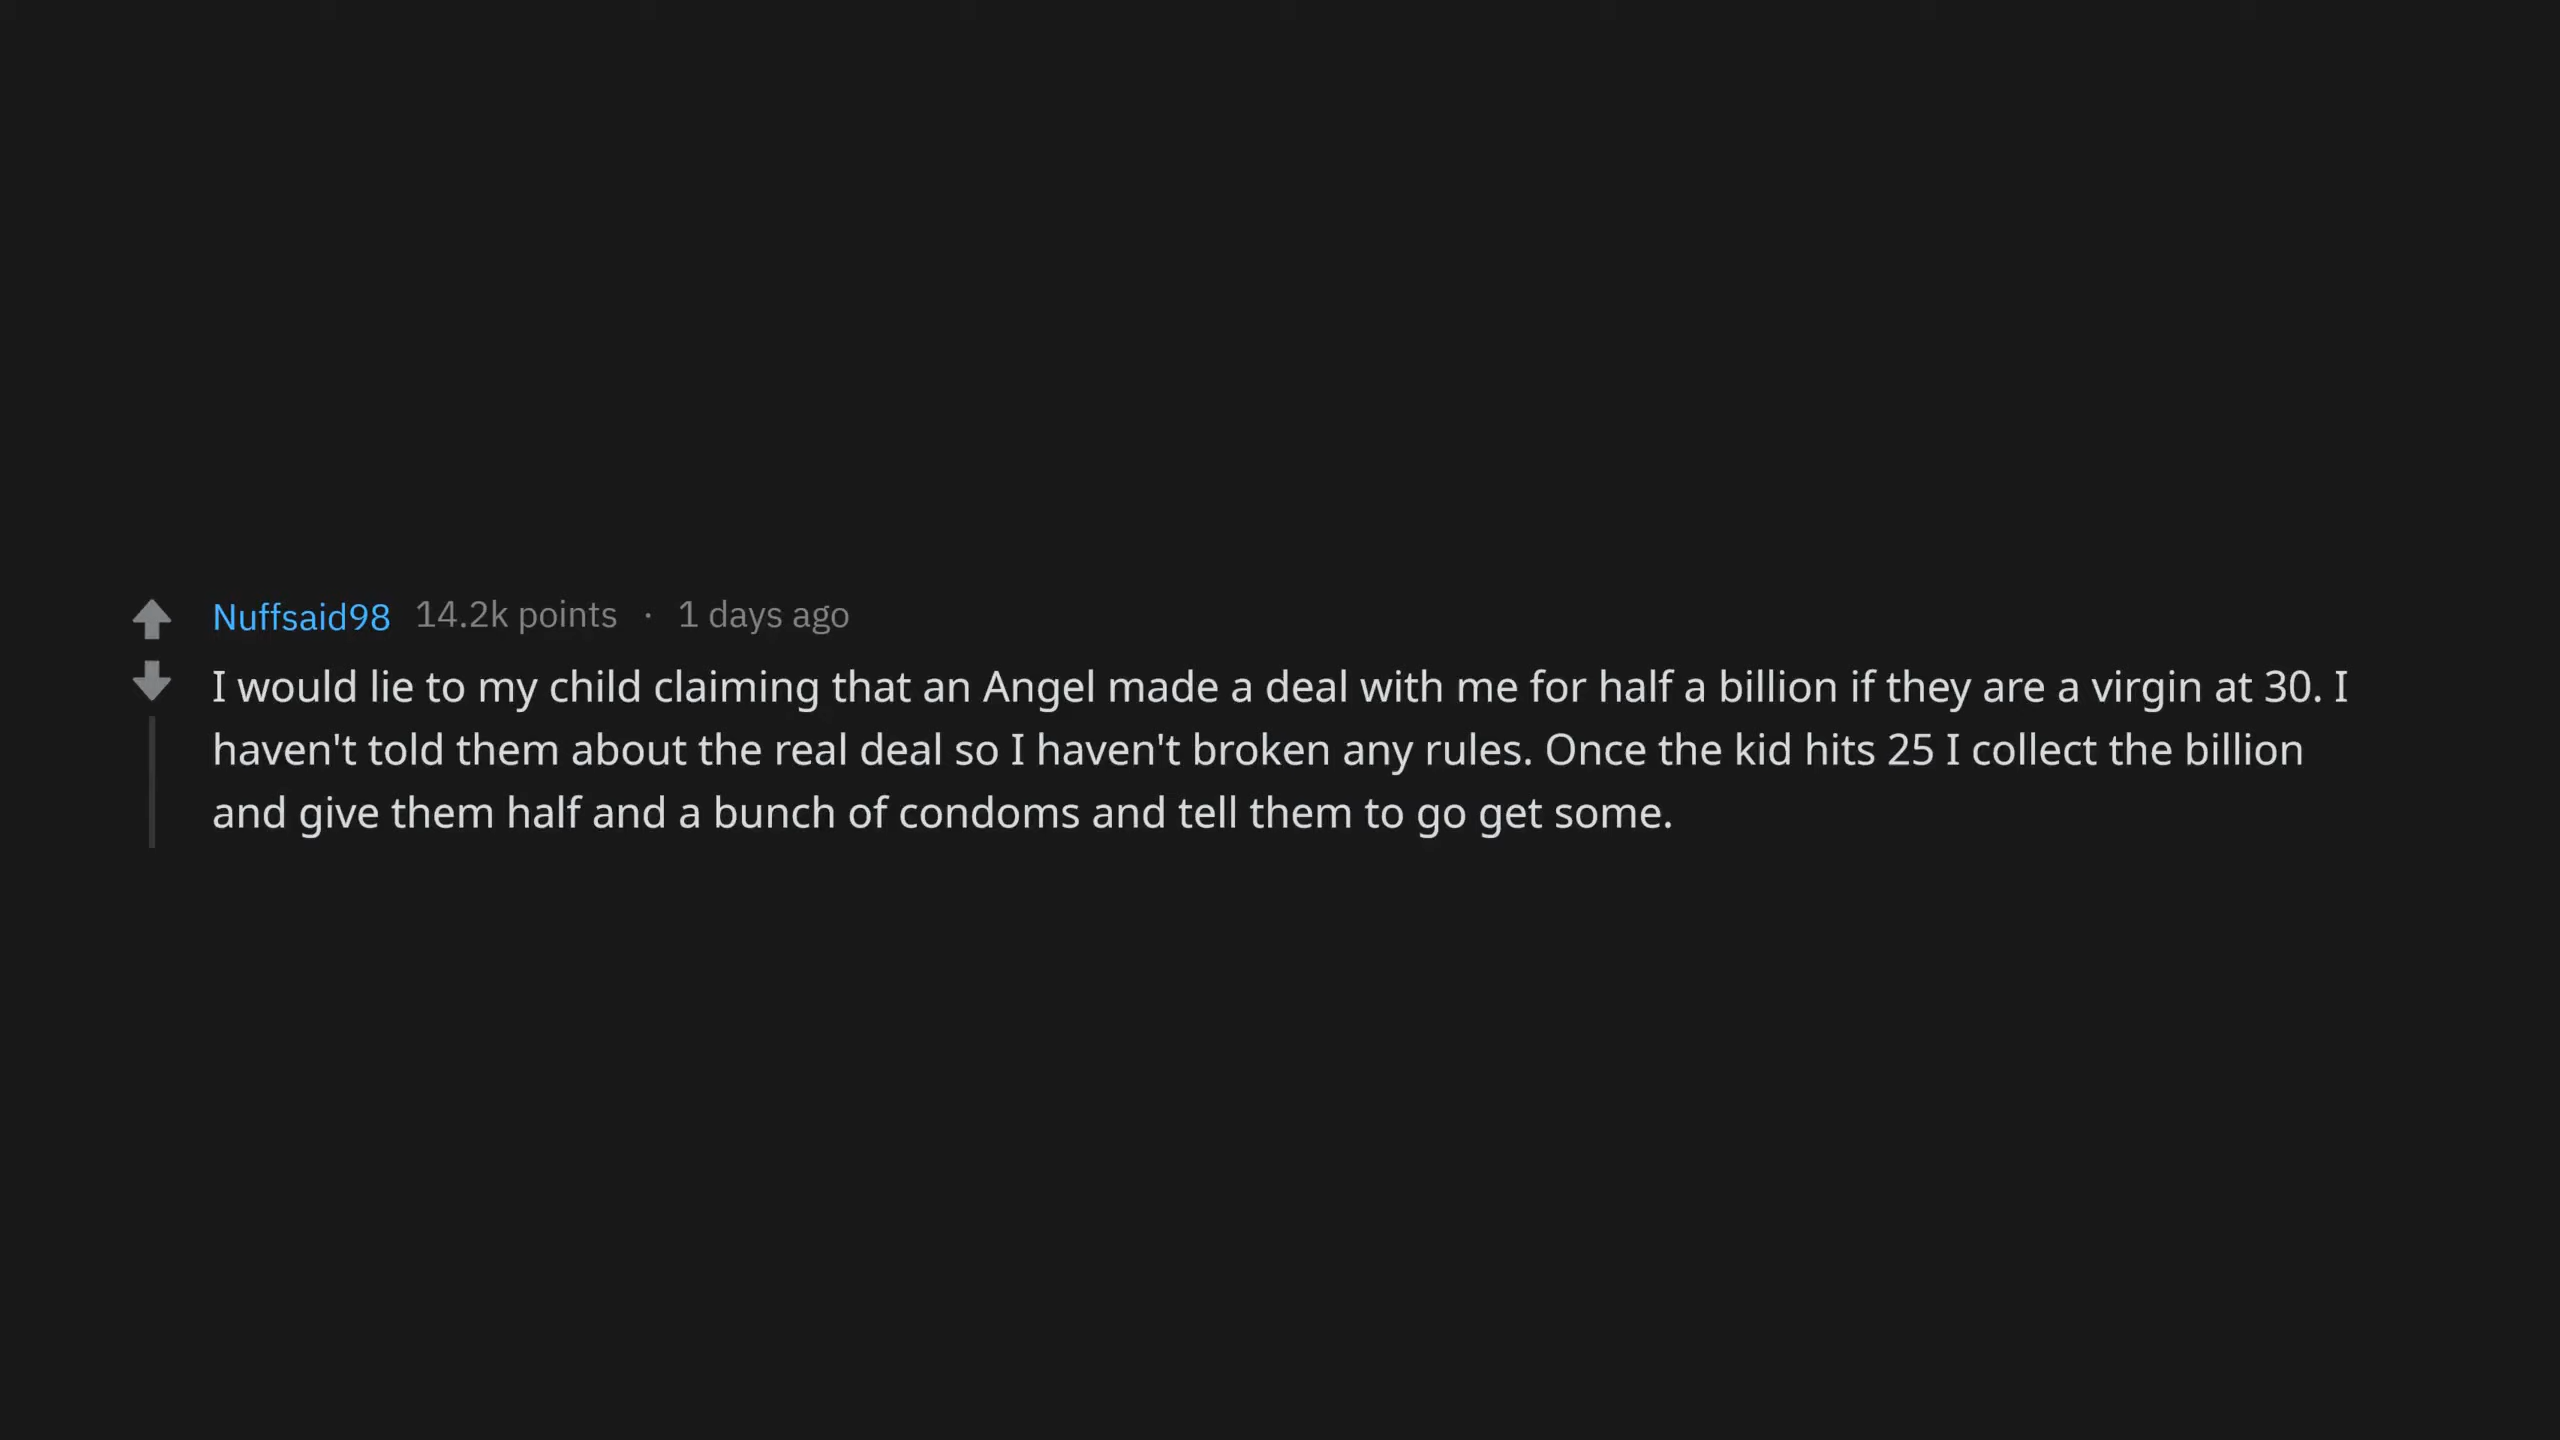 Nuffsaid98 14.2k points · 1 days ago
I would lie to my child claiming that an Angel made a deal with me for half a billion if they are a virgin at 30. I
haven't told them about the real deal so I haven't broken any rules. Once the kid hits 25 I collect the billion
and give them half and a bunch of condoms and tell them to go get some.